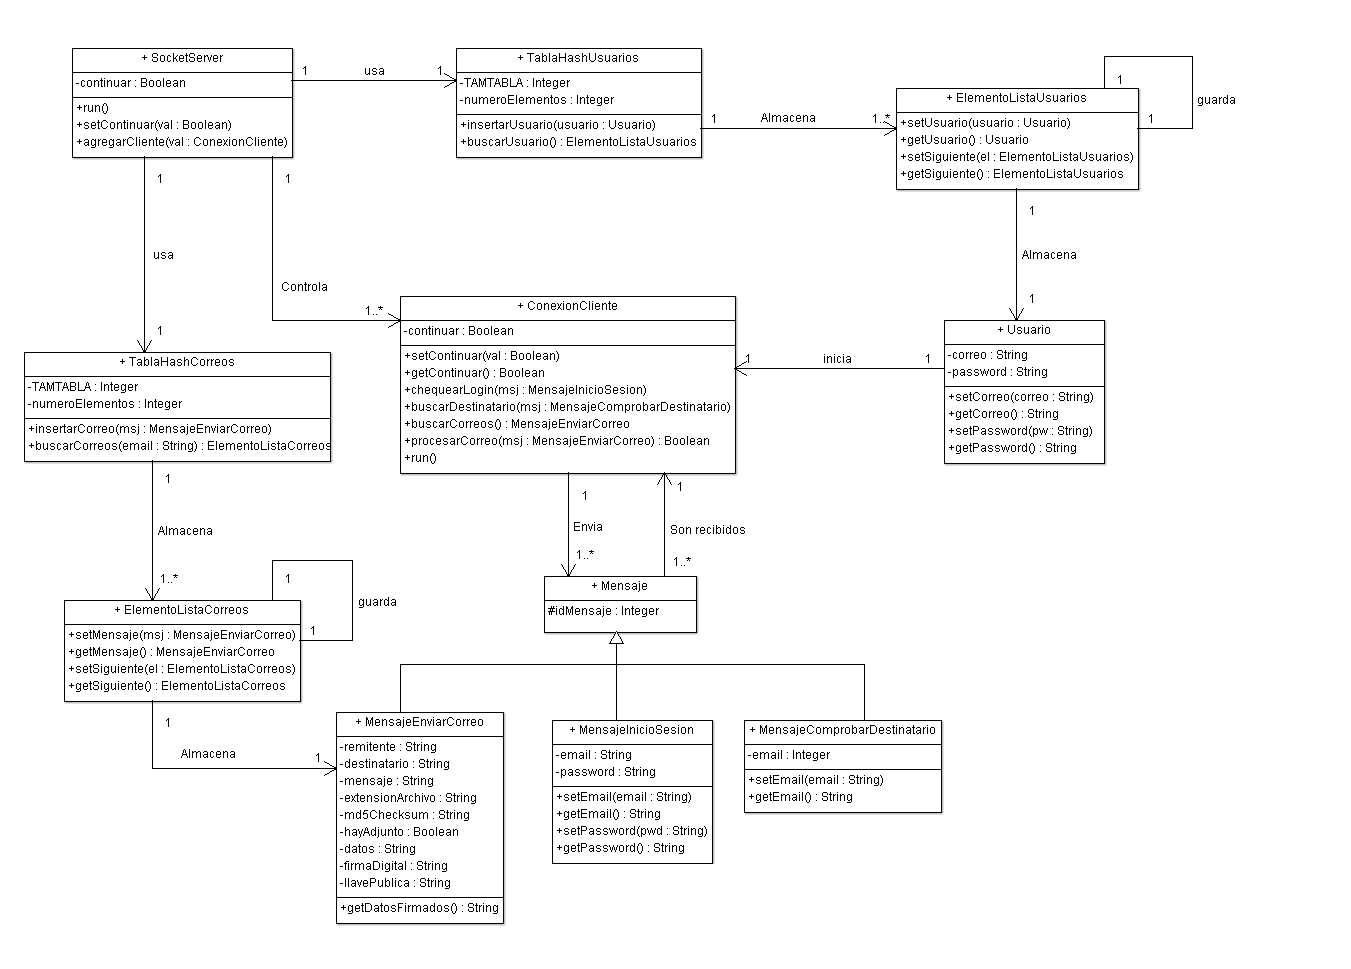 + SocketServer
-continuar : Boolean
+run()
+setContinuar(val : Boolean)
+agregarCliente(val : ConexionCliente)
1
usa
1
+ TablaHashUsuarios
-TAMTABLA : Integer
-numeroElementos : Integer
+insertarUsuario(usuario : Usuario)
+buscarUsuario() : ElementoListaUsuarios
1
Almacena
1..*
+ ElementoListaUsuarios
+setUsuario(usuario : Usuario)
+getUsuario() : Usuario
+setSiguiente(el : ElementoListaUsuarios)
+getSiguiente() : ElementoListaUsuarios
1
1
guarda
1
usa
1
1
Controla
1..*
1
Almacena
1
+ ConexionCliente
-continuar : Boolean
+setContinuar(val : Boolean)
+getContinuar() : Boolean
+chequearLogin(msj : MensajeInicioSesion)
+buscarDestinatario(msj : MensajeComprobarDestinatario)
+buscarCorreos() : MensajeEnviarCorreo
+procesarCorreo(msj : MensajeEnviarCorreo) : Boolean
+run()
1
inicia
1
+ Usuario
-correo : String
-password : String
+setCorreo(correo : String)
+getCorreo() : String
+setPassword(pw : String)
+getPassword() : String
+ TablaHashCorreos
-TAMTABLA : Integer
-numeroElementos : Integer
+insertarCorreo(msj : MensajeEnviarCorreo)
+buscarCorreos(email : String) : ElementoListaCorreos
1
Almacena
1..*
1
Envia
1..*
1
Son recibidos
1..*
+ ElementoListaCorreos
+setMensaje(msj : MensajeEnviarCorreo)
+getMensaje() : MensajeEnviarCorreo
+setSiguiente(el : ElementoListaCorreos)
+getSiguiente() : ElementoListaCorreos
1
1
guarda
+ Mensaje
#idMensaje : Integer
1
Almacena
1
+ MensajeEnviarCorreo
-remitente : String
-destinatario : String
-mensaje : String
-extensionArchivo : String
-md5Checksum : String
-hayAdjunto : Boolean
-datos : String
-firmaDigital : String
-llavePublica : String
+getDatosFirmados() : String
+ MensajeInicioSesion
-email : String
-password : String
+setEmail(email : String)
+getEmail() : String
+setPassword(pwd : String)
+getPassword() : String
+ MensajeComprobarDestinatario
-email : Integer
+setEmail(email : String)
+getEmail() : String